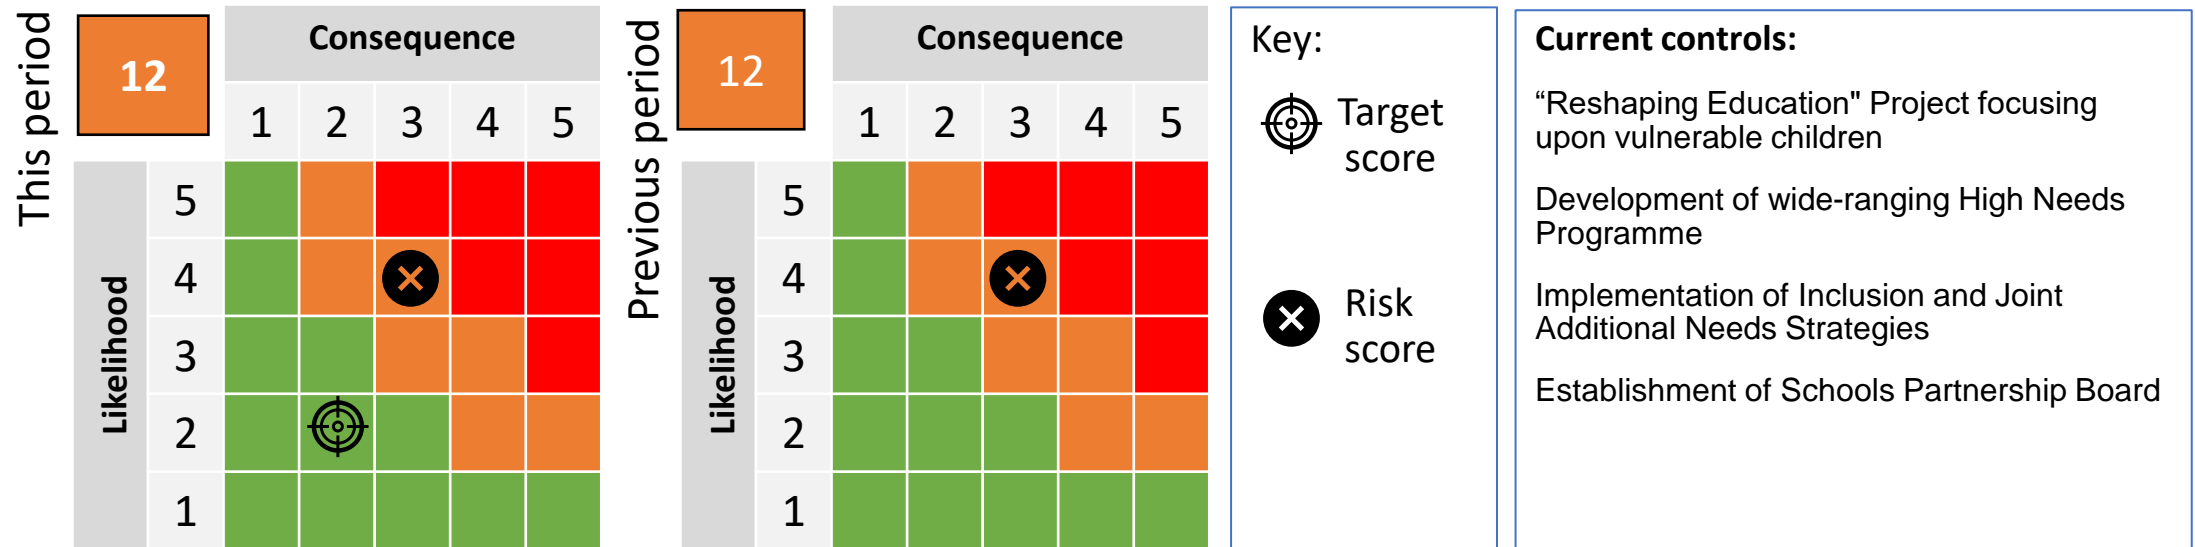 This period
12
Consequence
1 2 3 4 5
Likelihood
5
4
3
2
1
Previous period
12
Consequence
1 2 3 4 5
Likelihood
5
4
3
2
1
Key:
Target
score
Risk
score
Current controls:
“Reshaping Education" Project focusing
upon vulnerable children
Development of wide-ranging High Needs
Programme
Implementation of Inclusion and Joint
Additional Needs Strategies
Establishment of Schools Partnership Board